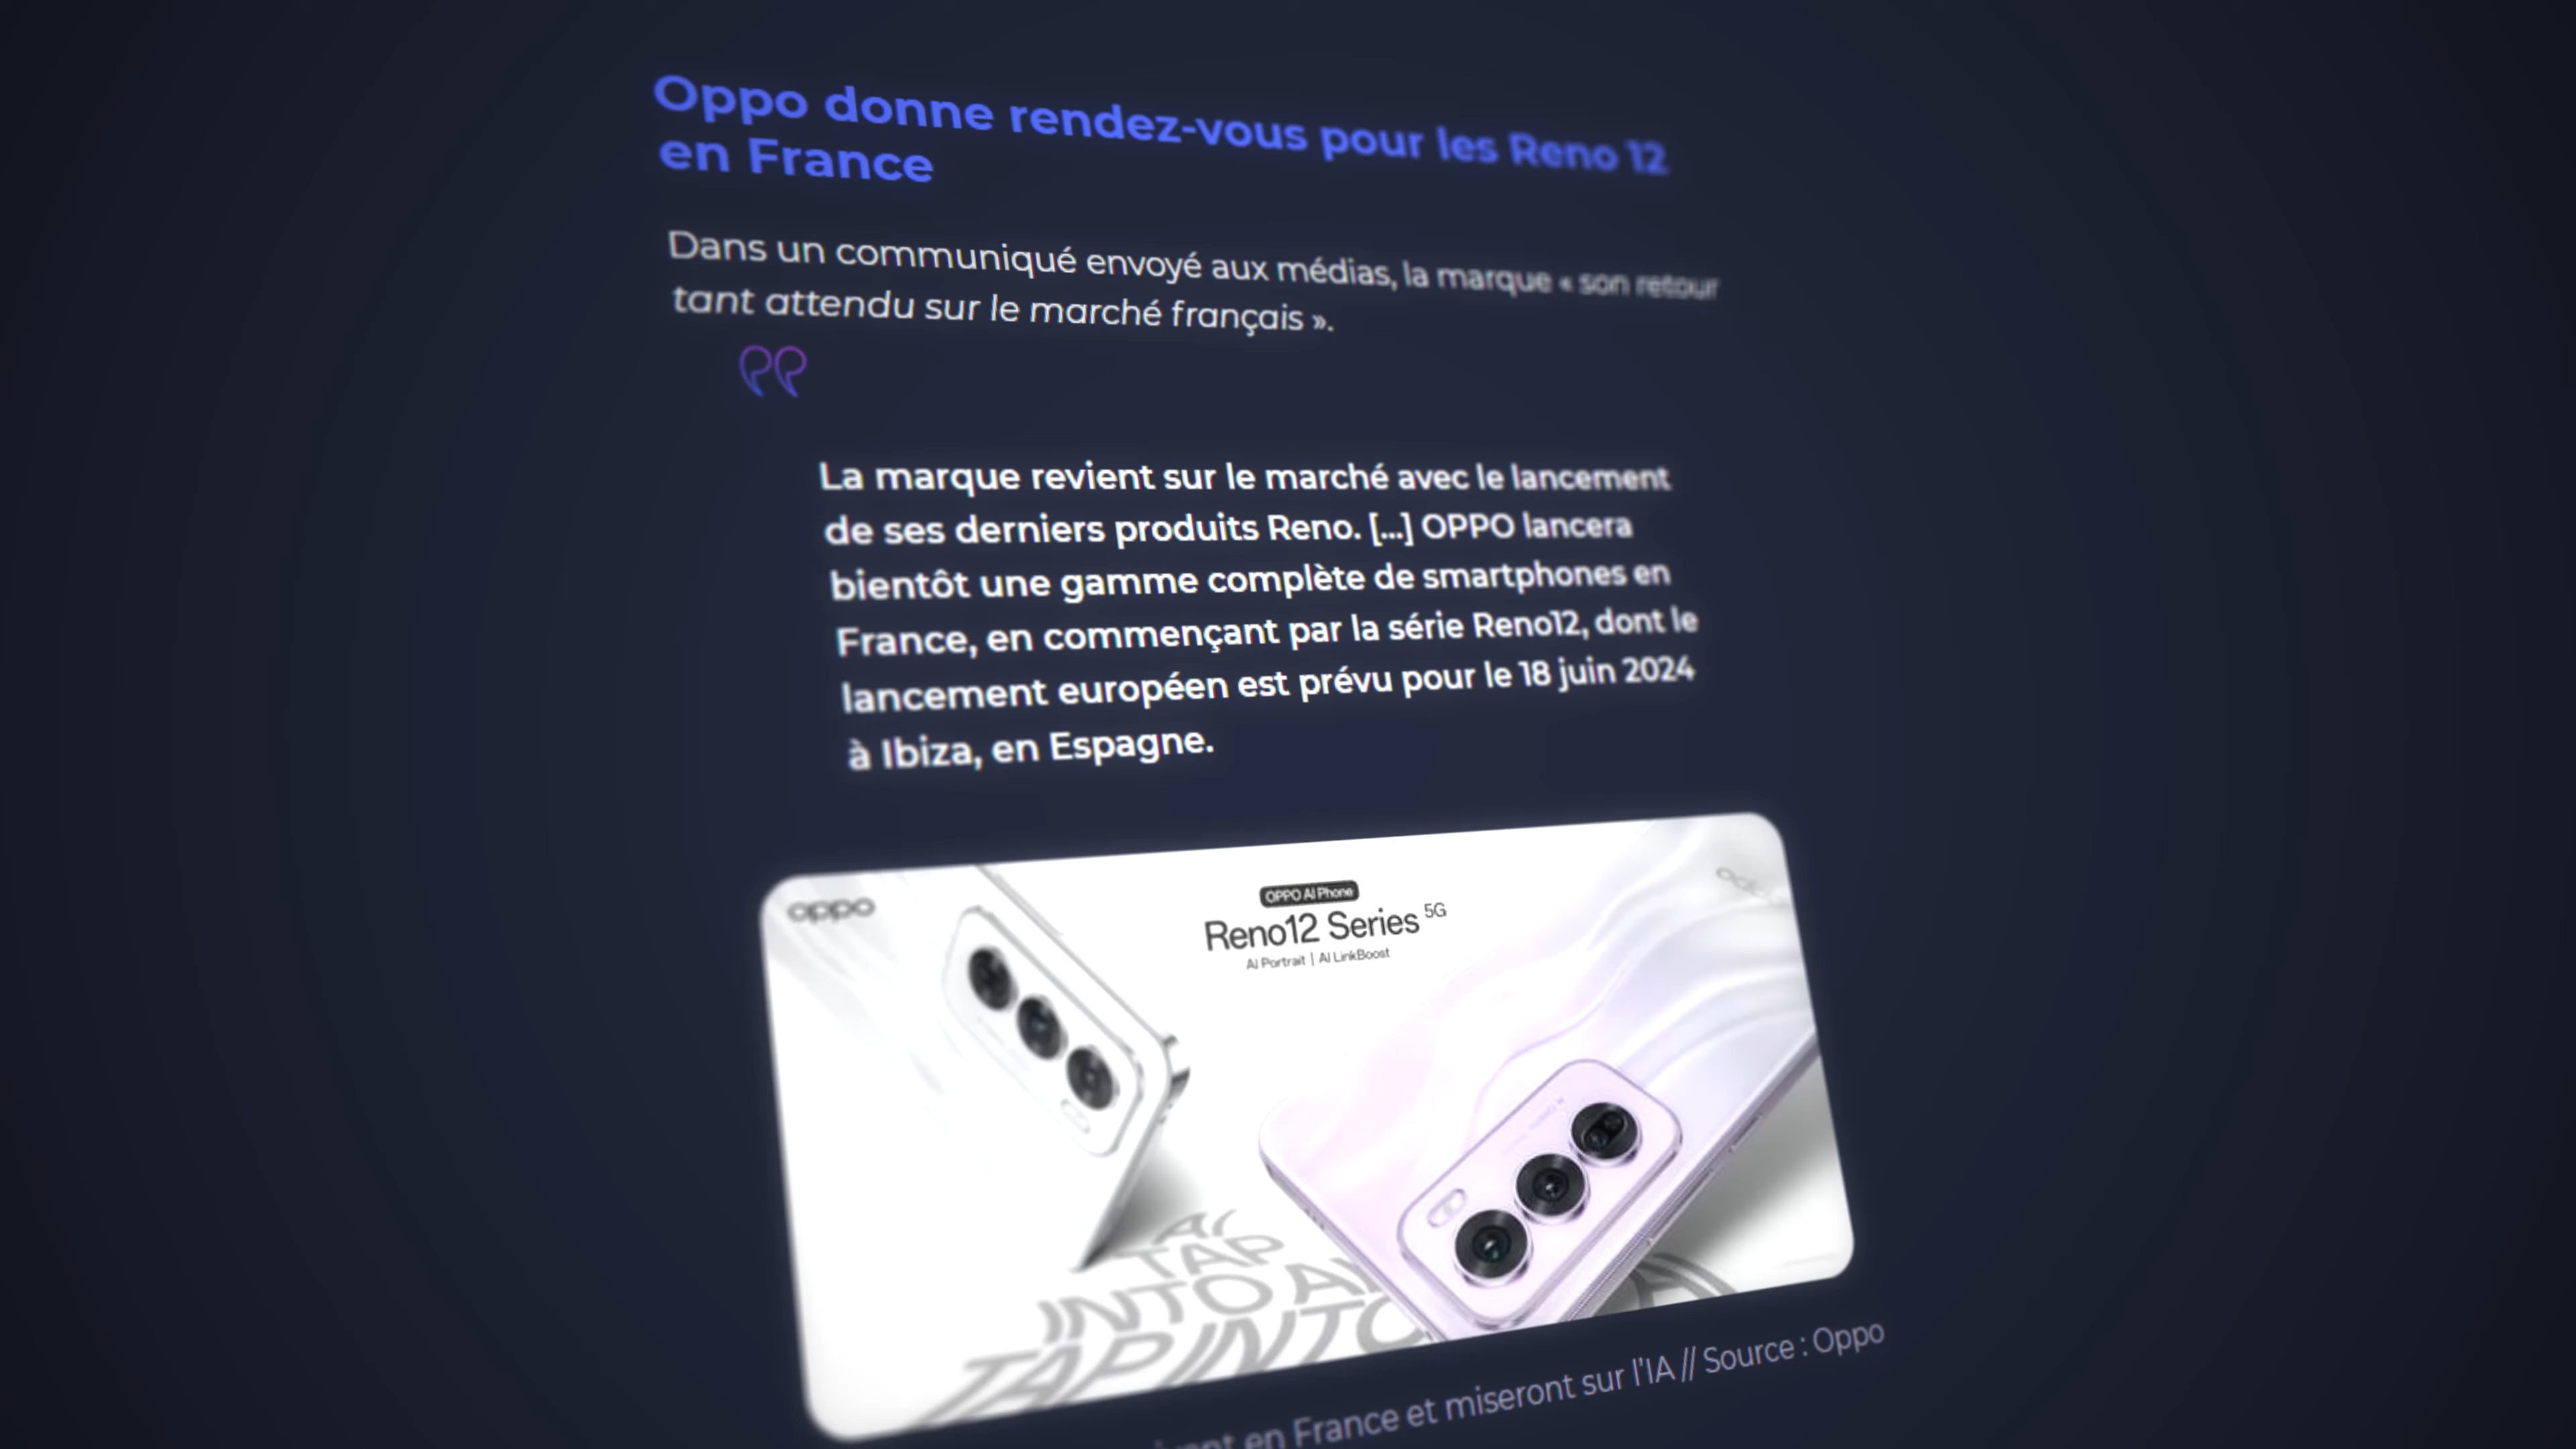 Oppo donne rendez-vous pour les Reno 12
en France
Dans un communiqué envoyé aux médias, la marque « son retour
tant attendu sur le marché français ».
La marque revient sur le marché avec le lancement
de ses derniers produits Reno. [...] OPPO lancera
bientôt une gamme complète de smartphones en
France, en commençant par la série Reno12, dont le
lancement européen est prévu pour le 18 juin 2024
à Ibiza, en Espagne.
oppo
OPPO AI Phone
Reno12 Series 5G
AI Portrait | AI LinkBoost
TAP
INTO
TAP INTO
en France et miseront sur l'IA // Source : Oppo